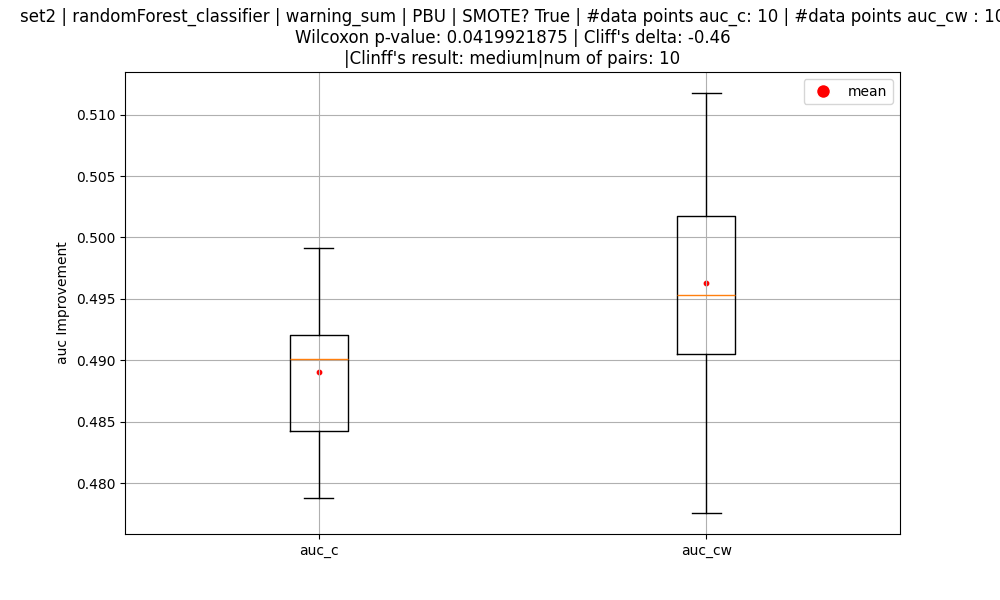 set2 | randomForest_classifier | warning_sum | PBU | SMOTE? True | #data points auc_c: 10 | #data points auc_cw : 10
Wilcoxon p-value: 0.0419921875 | Cliff's delta: -0.46
|Clinff's result: medium|num of pairs: 10
mean
0.510
0.505
0.500
0.495
0.490
0.485
0.480
auc Improvement
auc_c
auc_cw